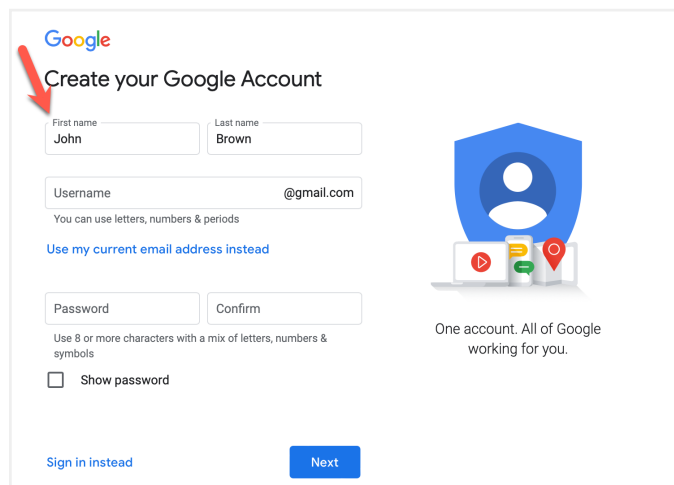 Google
Create your Google Account
First name
Last name
John
Brown
Username
@gmail.com
You can use letters, numbers & periods
Use my current email address instead
Password
Confirm
Use 8 or more characters with a mix of letters, numbers &
symbols
Show password
One account. All of Google
working for you.
Sign in instead
Next